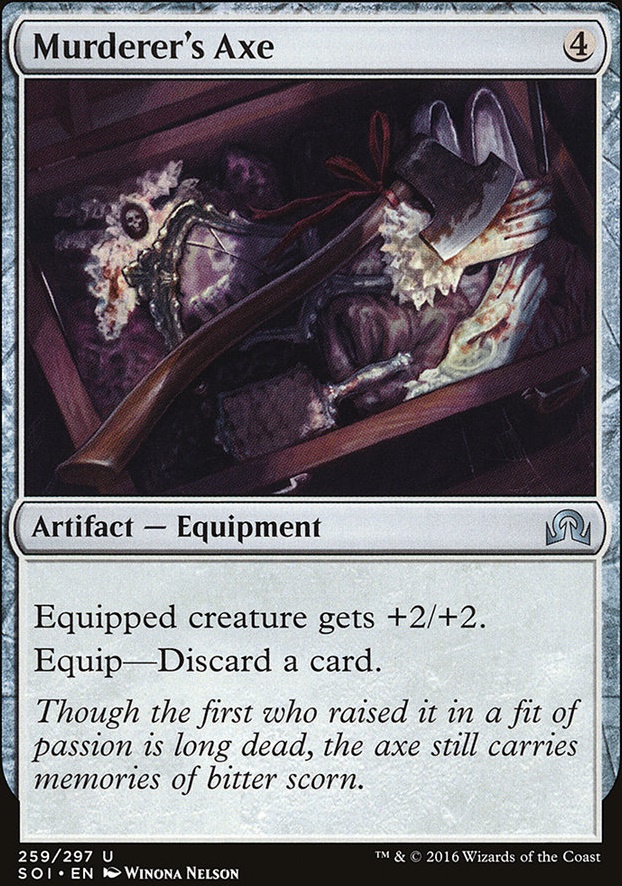 Murderer's Axe
4
Artifact — Equipment
Equipped creature gets +2/+2.
Equip—Discard a card.
Though the first who raised it in a fit of
passion is long dead, the axe still carries
memories of bitter scorn.
259/297 U
SOI • EN Winona Nelson
™ & © 2016 Wizards of the Coast